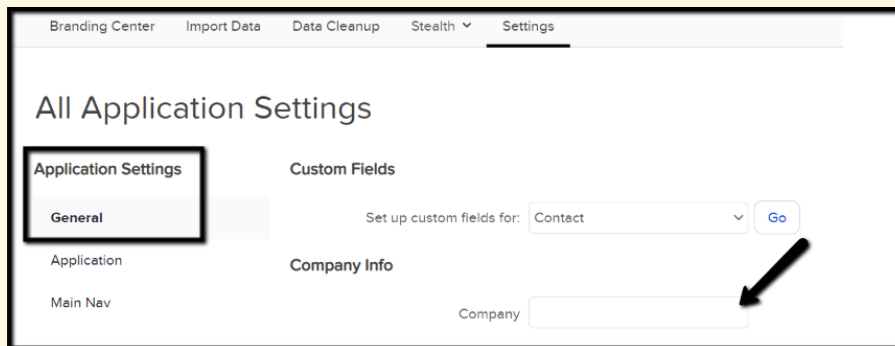 Branding Center Import Data Data Cleanup Stealth Settings
All Application Settings
Application Settings
General
Application
Main Nav
Custom Fields
Set up custom fields for: Contact Go
Company Info
Company